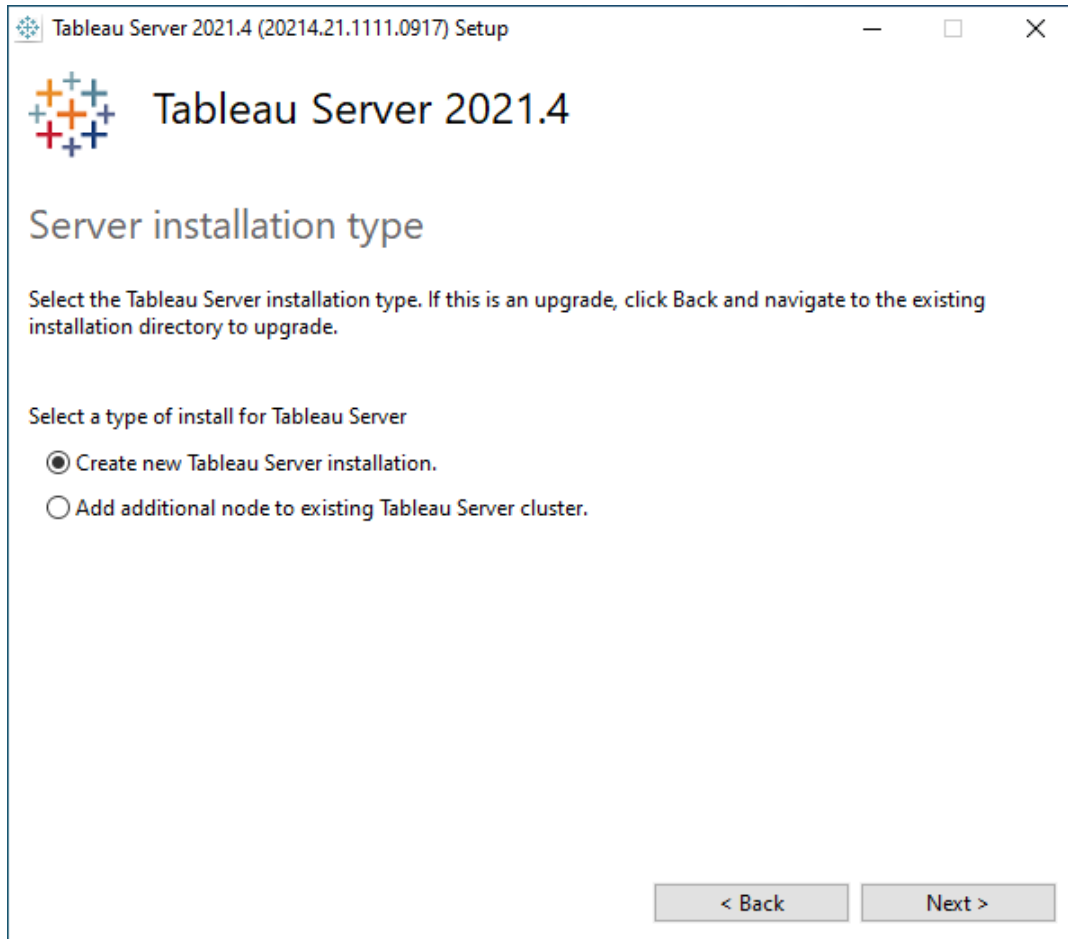 Tableau Server 2021.4 (20214.21.1111.0917) Setup
Tableau Server 2021.4
Server installation type
Select the Tableau Server installation type. If this is an upgrade, click Back and navigate to the existing
installation directory to upgrade.
Select a type of install for Tableau Server
Create new Tableau Server installation.
Add additional node to existing Tableau Server cluster.
< Back Next >